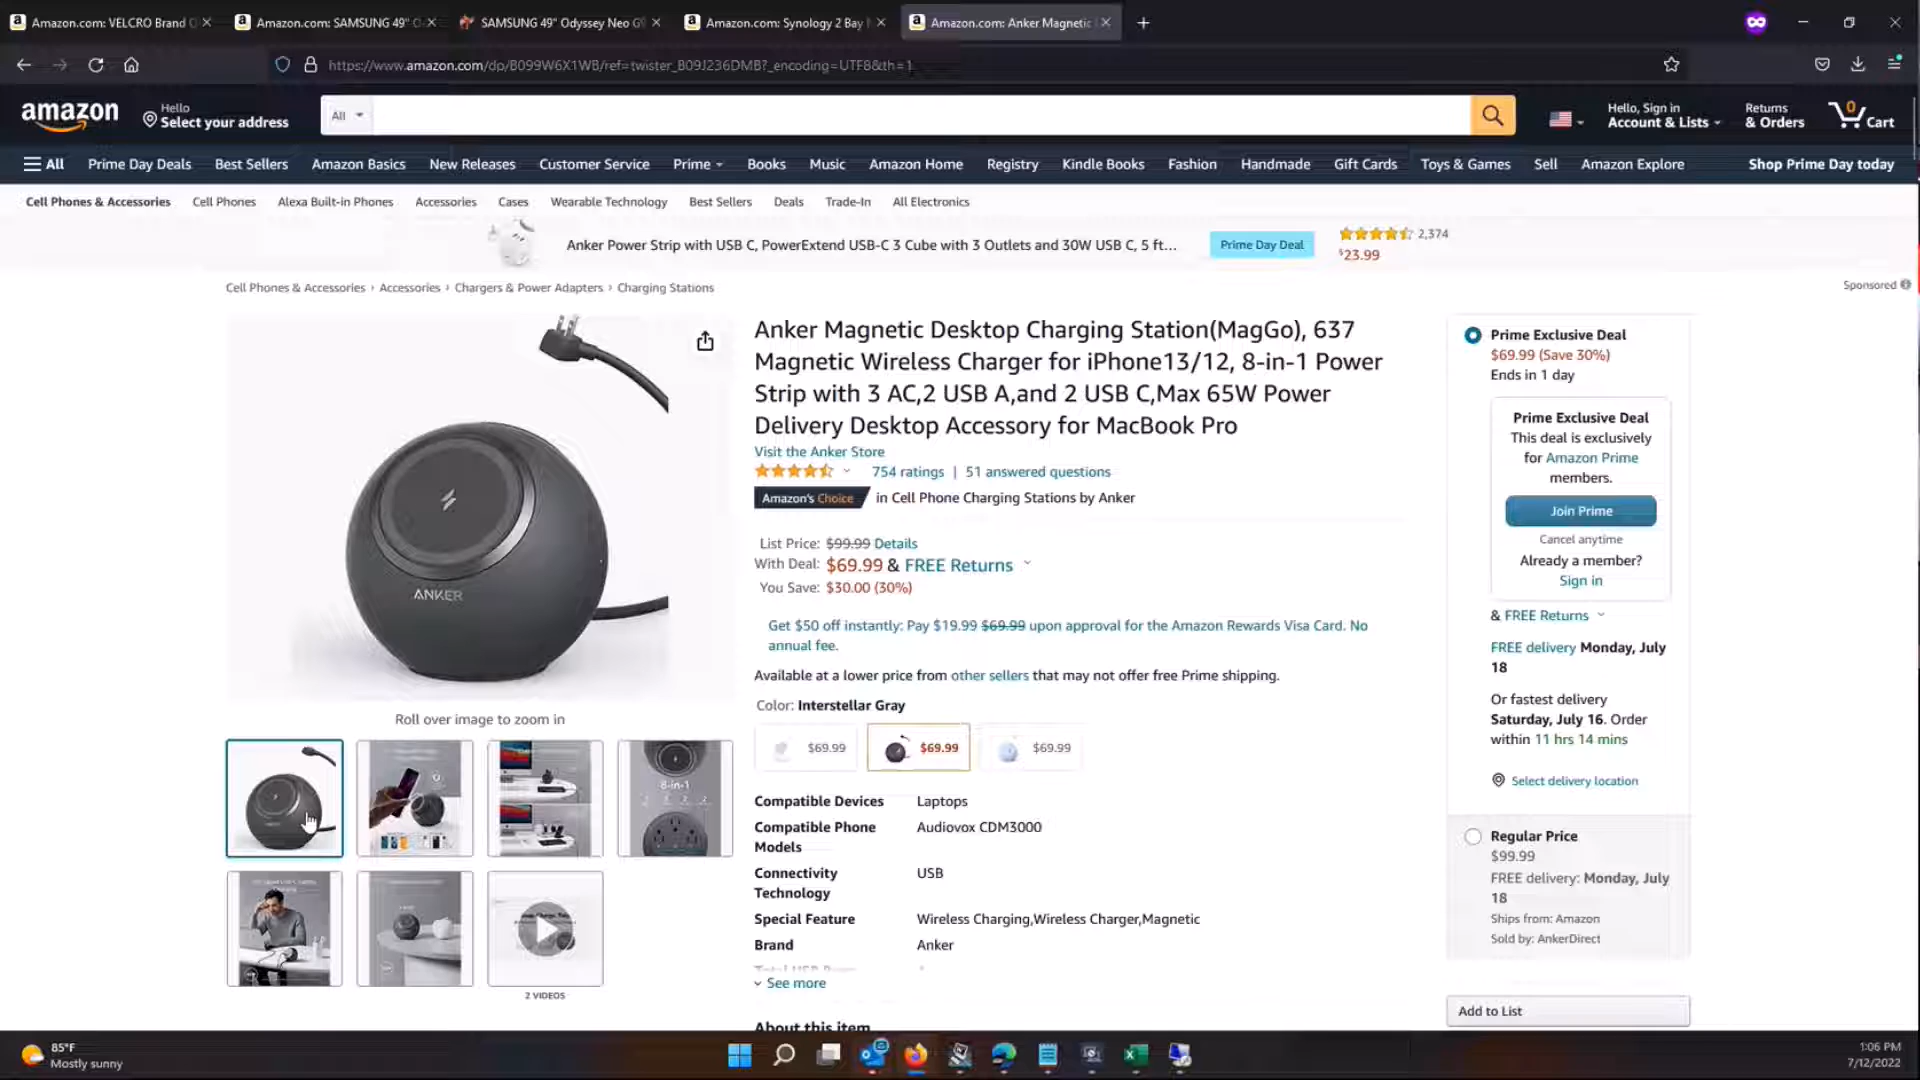 Amazon.com: VELCRO Brand
Amazon.com: SAMSUNG 49"
SAMSUNG 49" Odyssey Neo G
Amazon.com: Synology 2 Bay
Amazon.com: Anker Magnetic
https://www.amazon.com/dp/B099W6X1WB/ref=twister_B09J236DMB?_encoding=UTF8&th=1
amazon
Hello
Select your address
All
Hello, Sign in
Account & Lists
Returns
& Orders
0
Cart
All
Prime Day Deals
Best Sellers
Amazon Basics
New Releases
Customer Service
Prime
Books
Music
Amazon Home
Registry
Kindle Books
Fashion
Handmade
Gift Cards
Toys & Games
Sell
Amazon Explore
Shop Prime Day today
Cell Phones & Accessories
Cell Phones
Alexa Built-in Phones
Accessories
Cases
Wearable Technology
Best Sellers
Deals
Trade-In
All Electronics
Anker Power Strip with USB C, PowerExtend USB-C 3 Cube with 3 Outlets and 30W USB C, 5 ft...
Prime Day Deal
2,374
$23.99
Sponsored
Cell Phones & Accessories › Accessories › Chargers & Power Adapters › Charging Stations
ANKER
Roll over image to zoom in
8-in-1
2 VIDEOS
Anker Magnetic Desktop Charging Station(MagGo), 637
Magnetic Wireless Charger for iPhone13/12, 8-in-1 Power
Strip with 3 AC,2 USB A,and 2 USB C,Max 65W Power
Delivery Desktop Accessory for MacBook Pro
Visit the Anker Store
754 ratings | 51 answered questions
Amazon's Choice in Cell Phone Charging Stations by Anker
List Price: $99.99 Details
With Deal: $69.99 & FREE Returns
You Save: $30.00 (30%)
Get $50 off instantly: Pay $19.99 $69.99 upon approval for the Amazon Rewards Visa Card. No
annual fee.
Available at a lower price from other sellers that may not offer free Prime shipping.
Color: Interstellar Gray
$69.99
$69.99
$69.99
Compatible Devices Laptops
Compatible Phone Audiovox CDM3000
Models
Connectivity USB
Technology
Special Feature Wireless Charging,Wireless Charger,Magnetic
Brand Anker
See more
About this item
Prime Exclusive Deal
$69.99 (Save 30%)
Ends in 1 day
Prime Exclusive Deal
This deal is exclusively
for Amazon Prime
members.
Join Prime
Cancel anytime
Already a member?
Sign in
& FREE Returns
FREE delivery Monday, July
18
Or fastest delivery
Saturday, July 16. Order
within 11 hrs 14 mins
Select delivery location
Regular Price
$99.99
FREE delivery: Monday, July
18
Ships from: Amazon
Sold by: AnkerDirect
Add to List
85°F
Mostly sunny
1:06 PM
7/12/2022